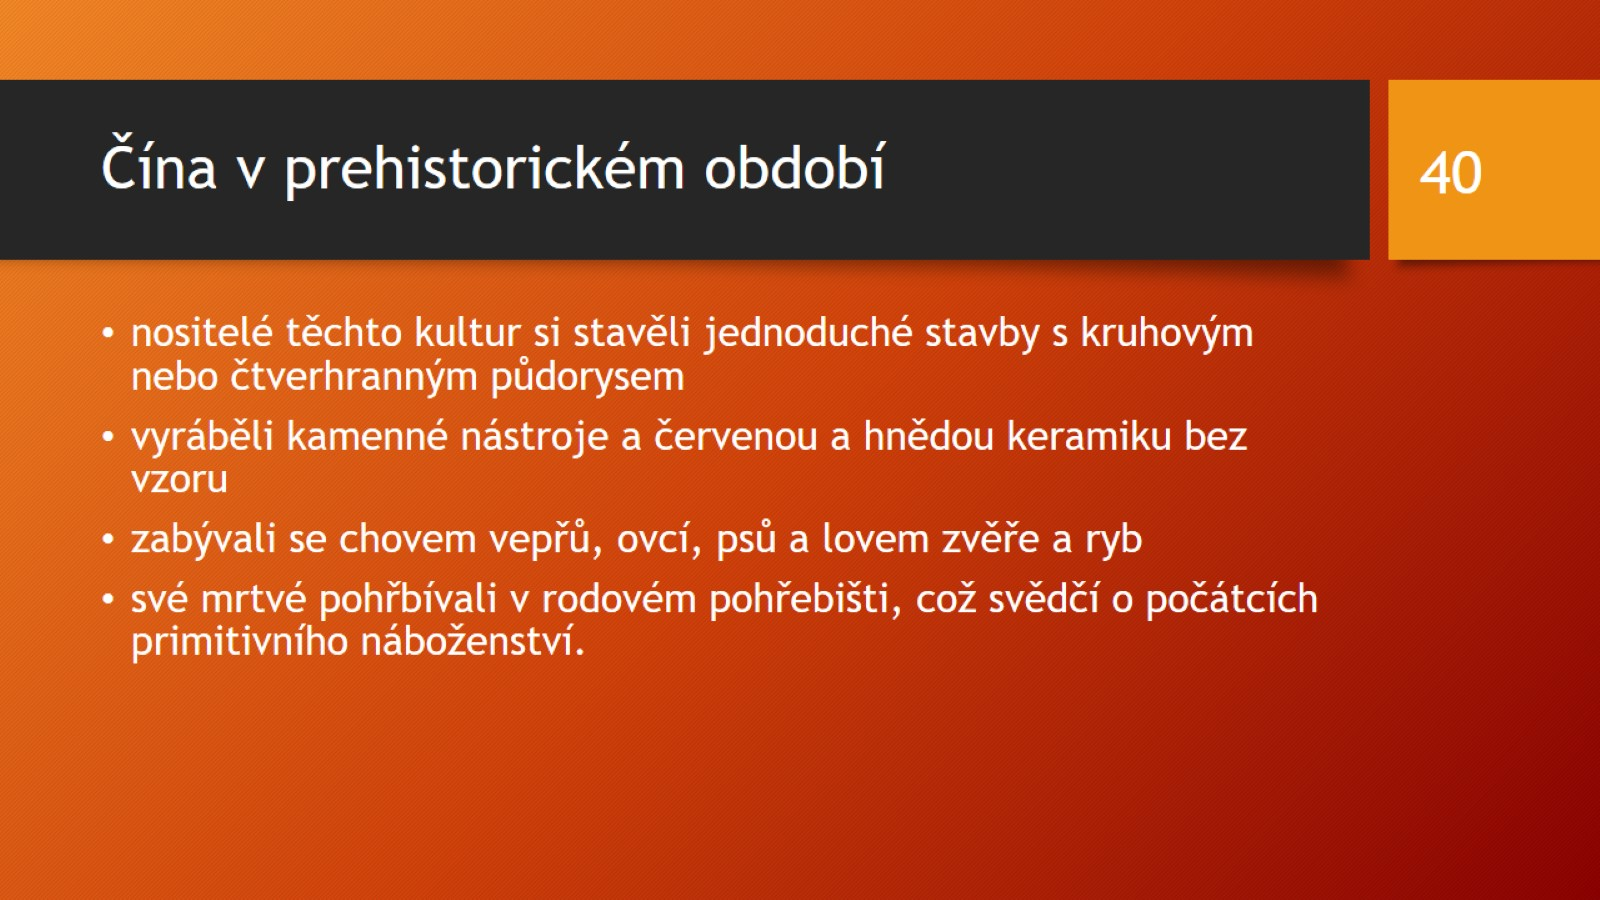 Čína v prehistorickém období
40
• nositelé těchto kultur si stavěli jednoduché stavby s kruhovým
nebo čtverhranným půdorysem
• vyráběli kamenné nástroje a červenou a hnědou keramiku bez
vzoru
• zabývali se chovem vepřů, ovcí, psů a lovem zvěře a ryb
• své mrtvé pohřbívali v rodovém pohřebišti, což svědčí o počátcích
primitivního náboženství.